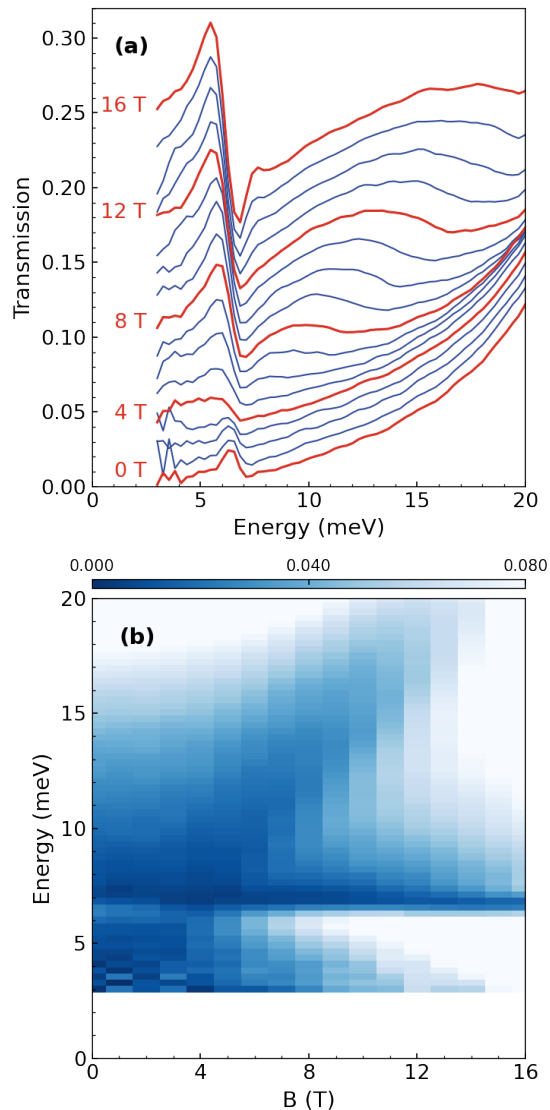 0.30
(a)
0.25
16 T
0.20
12 T
Transmission
0.15
8 T
0.10
0.05
4 T
0 T
0.00
0 5 10 15 20
Energy (meV)
0.000 0.040 0.080
20
(b)
15
10
Energy (meV)
5
0
0 4 8 12 16
B (T)